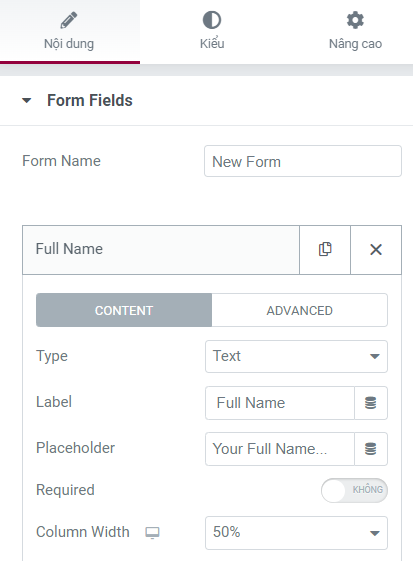 Nội dung Kiểu Nâng cao
Form Fields
Form Name New Form
Full Name
CONTENT ADVANCED
Type Text
Label Full Name
Placeholder Your Full Name...
Required KHÔNG
Column Width 50%